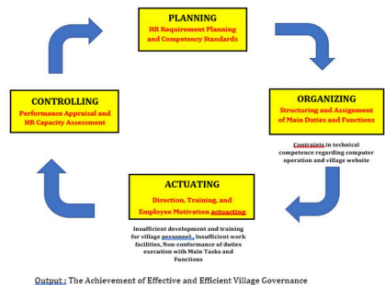 PLANNING
HR Requirement Planning
and Competency Standards
CONTROLLING
Performance Appraisal and
HR Capacity Assessment
ORGANIZING
Structuring and Assignment
of Main Duties and Functions
Contraints in technical
competence regarding computer
operation and village website
ACTUATING
Direction, Training, and
Employee Motivation actuacting
Insufficient development and training
for village personnel., Insufficient work
facilities, Non-conformance of duties
execution with Main Tasks and
Functions
Output : The Achievement of Effective and Efficient Village Governance